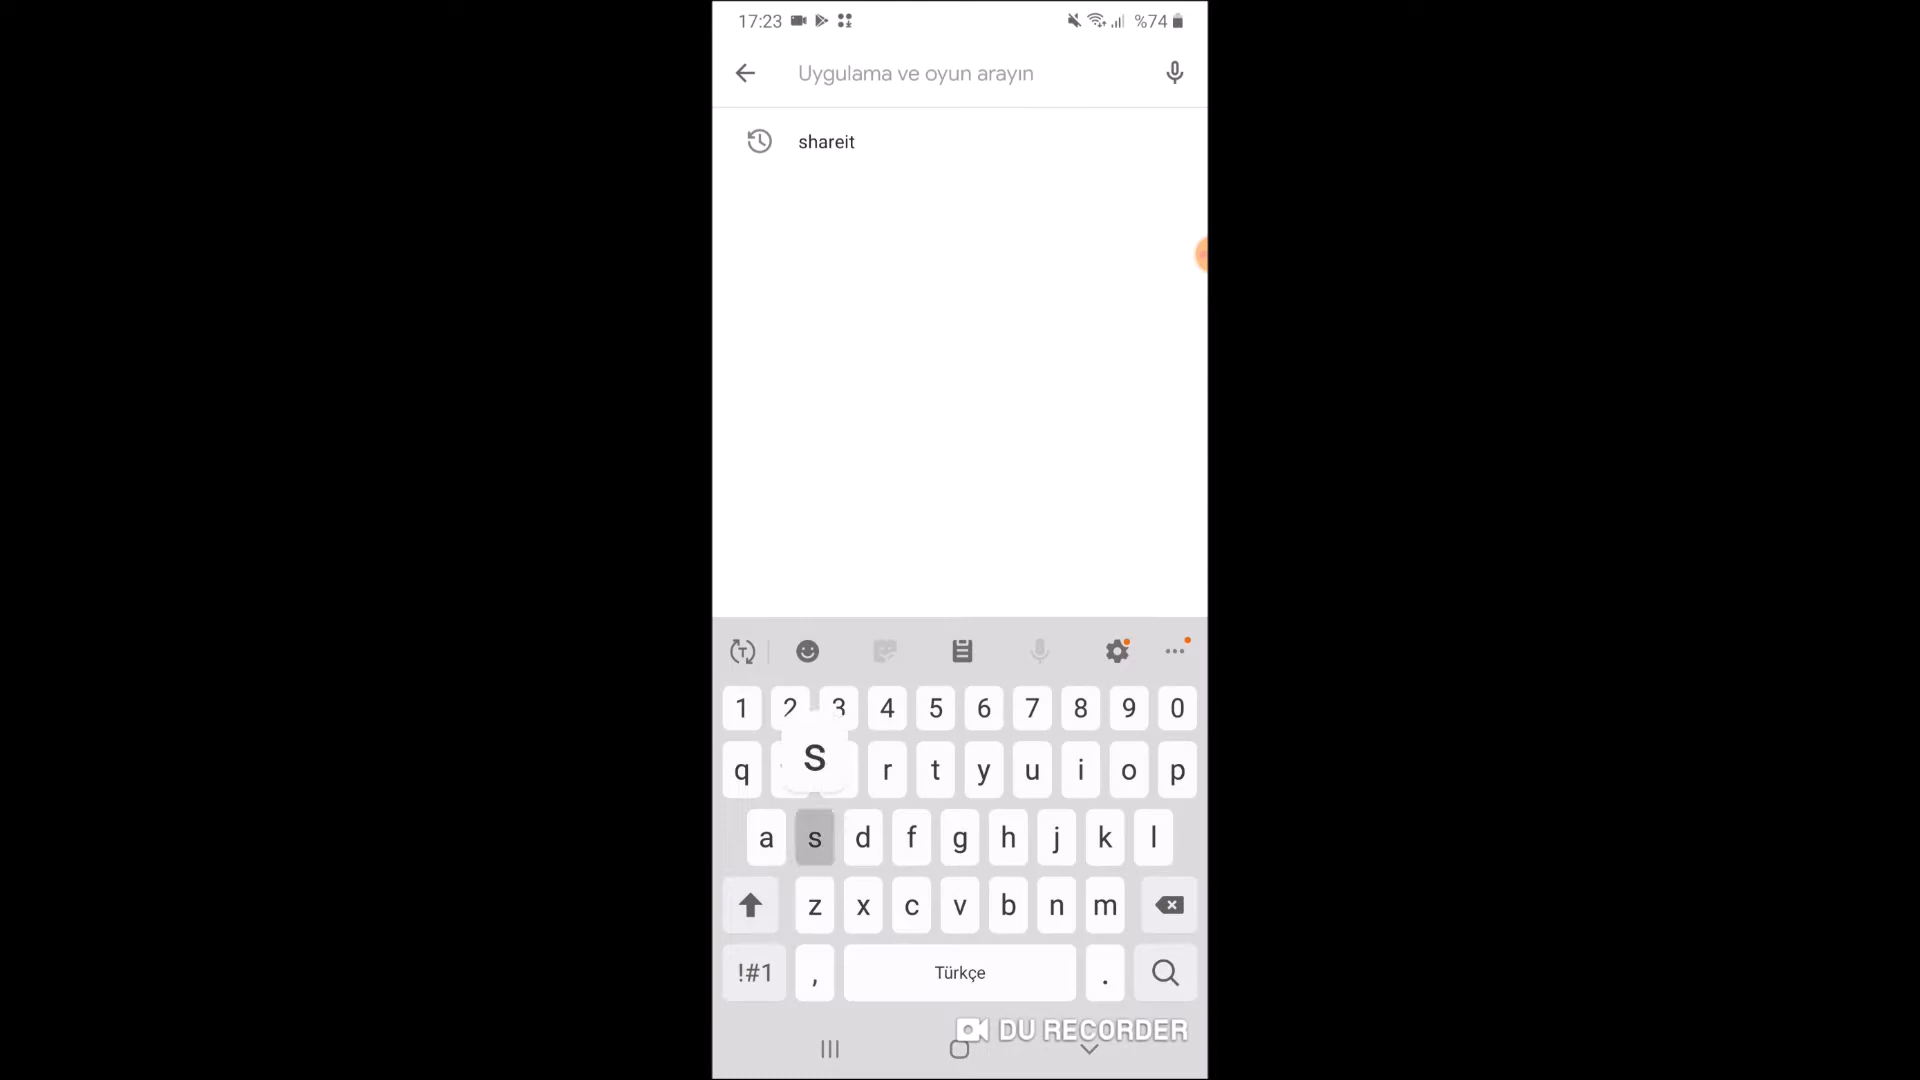 17:23 %74
Uygulama ve oyun arayın
shareit
1 2 3 4 5 6 7 8 9 0
s
q r t y u i o p
a s d f g h j k l
z x c v b n m
!#1 , Türkçe .
DU RECORDER